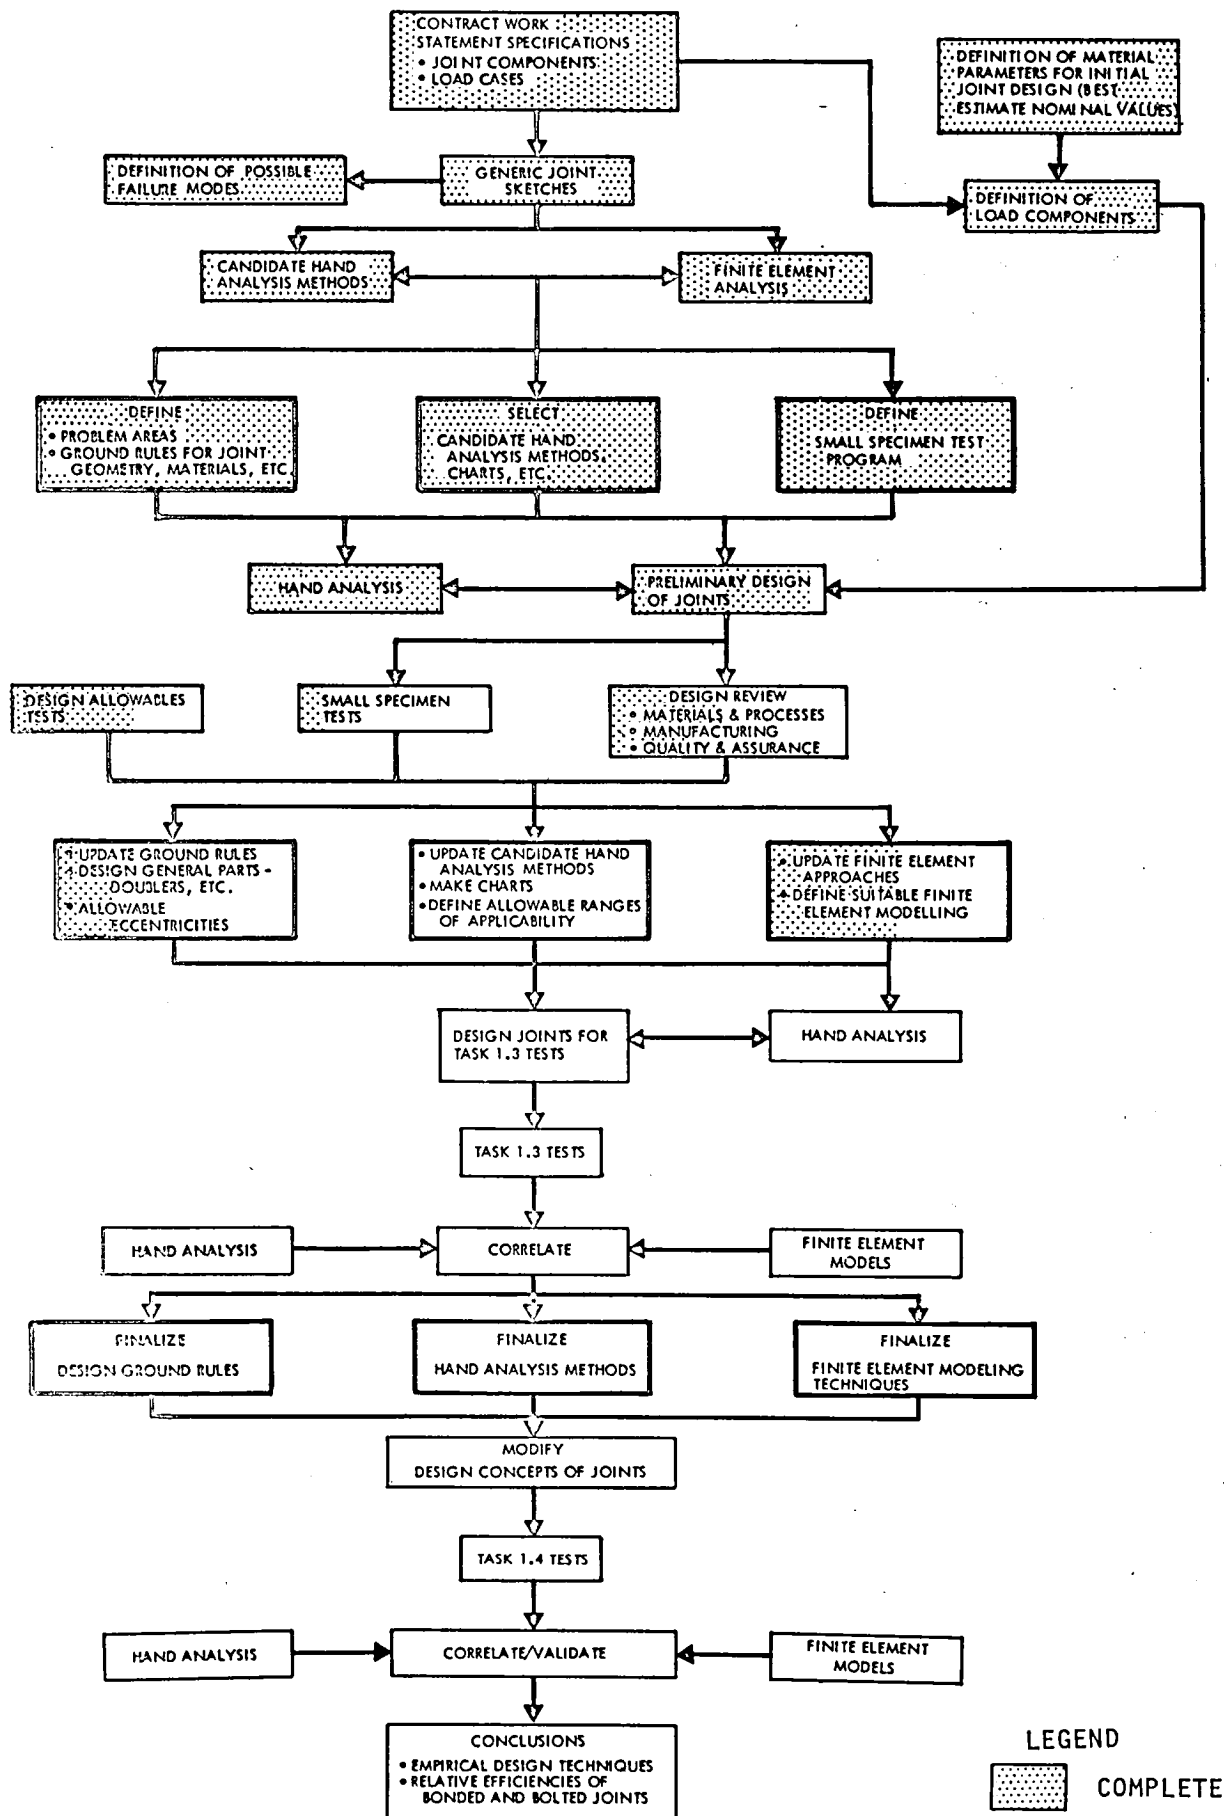 CONTRACT WORK
STATEMENT SPECIFICATIONS
• JOINT COMPONENTS
• LOAD CASES
DEFINITION OF MATERIAL
PARAMETERS FOR INITIAL
JOINT DESIGN (BEST
ESTIMATE NOMINAL VALUES)
DEFINITION OF POSSIBLE
FAILURE MODES
GENERIC JOINT
SKETCHES
DEFINITION OF
LOAD COMPONENTS
CANDIDATE HAND
ANALYSIS METHODS
FINITE ELEMENT
ANALYSIS
DEFINE
• PROBLEM AREAS
• GROUND RULES FOR JOINT
GEOMETRY, MATERIALS, ETC.
SELECT
CANDIDATE HAND
ANALYSIS METHODS,
CHARTS, ETC.
DEFINE
SMALL SPECIMEN TEST
PROGRAM
HAND ANALYSIS
PRELIMINARY DESIGN
OF JOINTS
DESIGN ALLOWABLES
TESTS
SMALL SPECIMEN
TESTS
DESIGN REVIEW
• MATERIALS & PROCESSES
• MANUFACTURING
• QUALITY & ASSURANCE
• UPDATE GROUND RULES
• DESIGN GENERAL PARTS -
DOUBLERS, ETC.
• ALLOWABLE
ECCENTRICITIES
• UPDATE CANDIDATE HAND
ANALYSIS METHODS
• MAKE CHARTS
• DEFINE ALLOWABLE RANGES
OF APPLICABILITY
• UPDATE FINITE ELEMENT
APPROACHES
• DEFINE SUITABLE FINITE
ELEMENT MODELLING
DESIGN JOINTS FOR
TASK 1.3 TESTS
HAND ANALYSIS
TASK 1.3 TESTS
HAND ANALYSIS
CORRELATE
FINITE ELEMENT
MODELS
FINALIZE
DESIGN GROUND RULES
FINALIZE
HAND ANALYSIS METHODS
FINALIZE
FINITE ELEMENT MODELING
TECHNIQUES
MODIFY
DESIGN CONCEPTS OF JOINTS
TASK 1.4 TESTS
HAND ANALYSIS
CORRELATE/VALIDATE
FINITE ELEMENT
MODELS
CONCLUSIONS
• EMPIRICAL DESIGN TECHNIQUES
• RELATIVE EFFICIENCIES OF
BONDED AND BOLTED JOINTS
LEGEND
COMPLETE